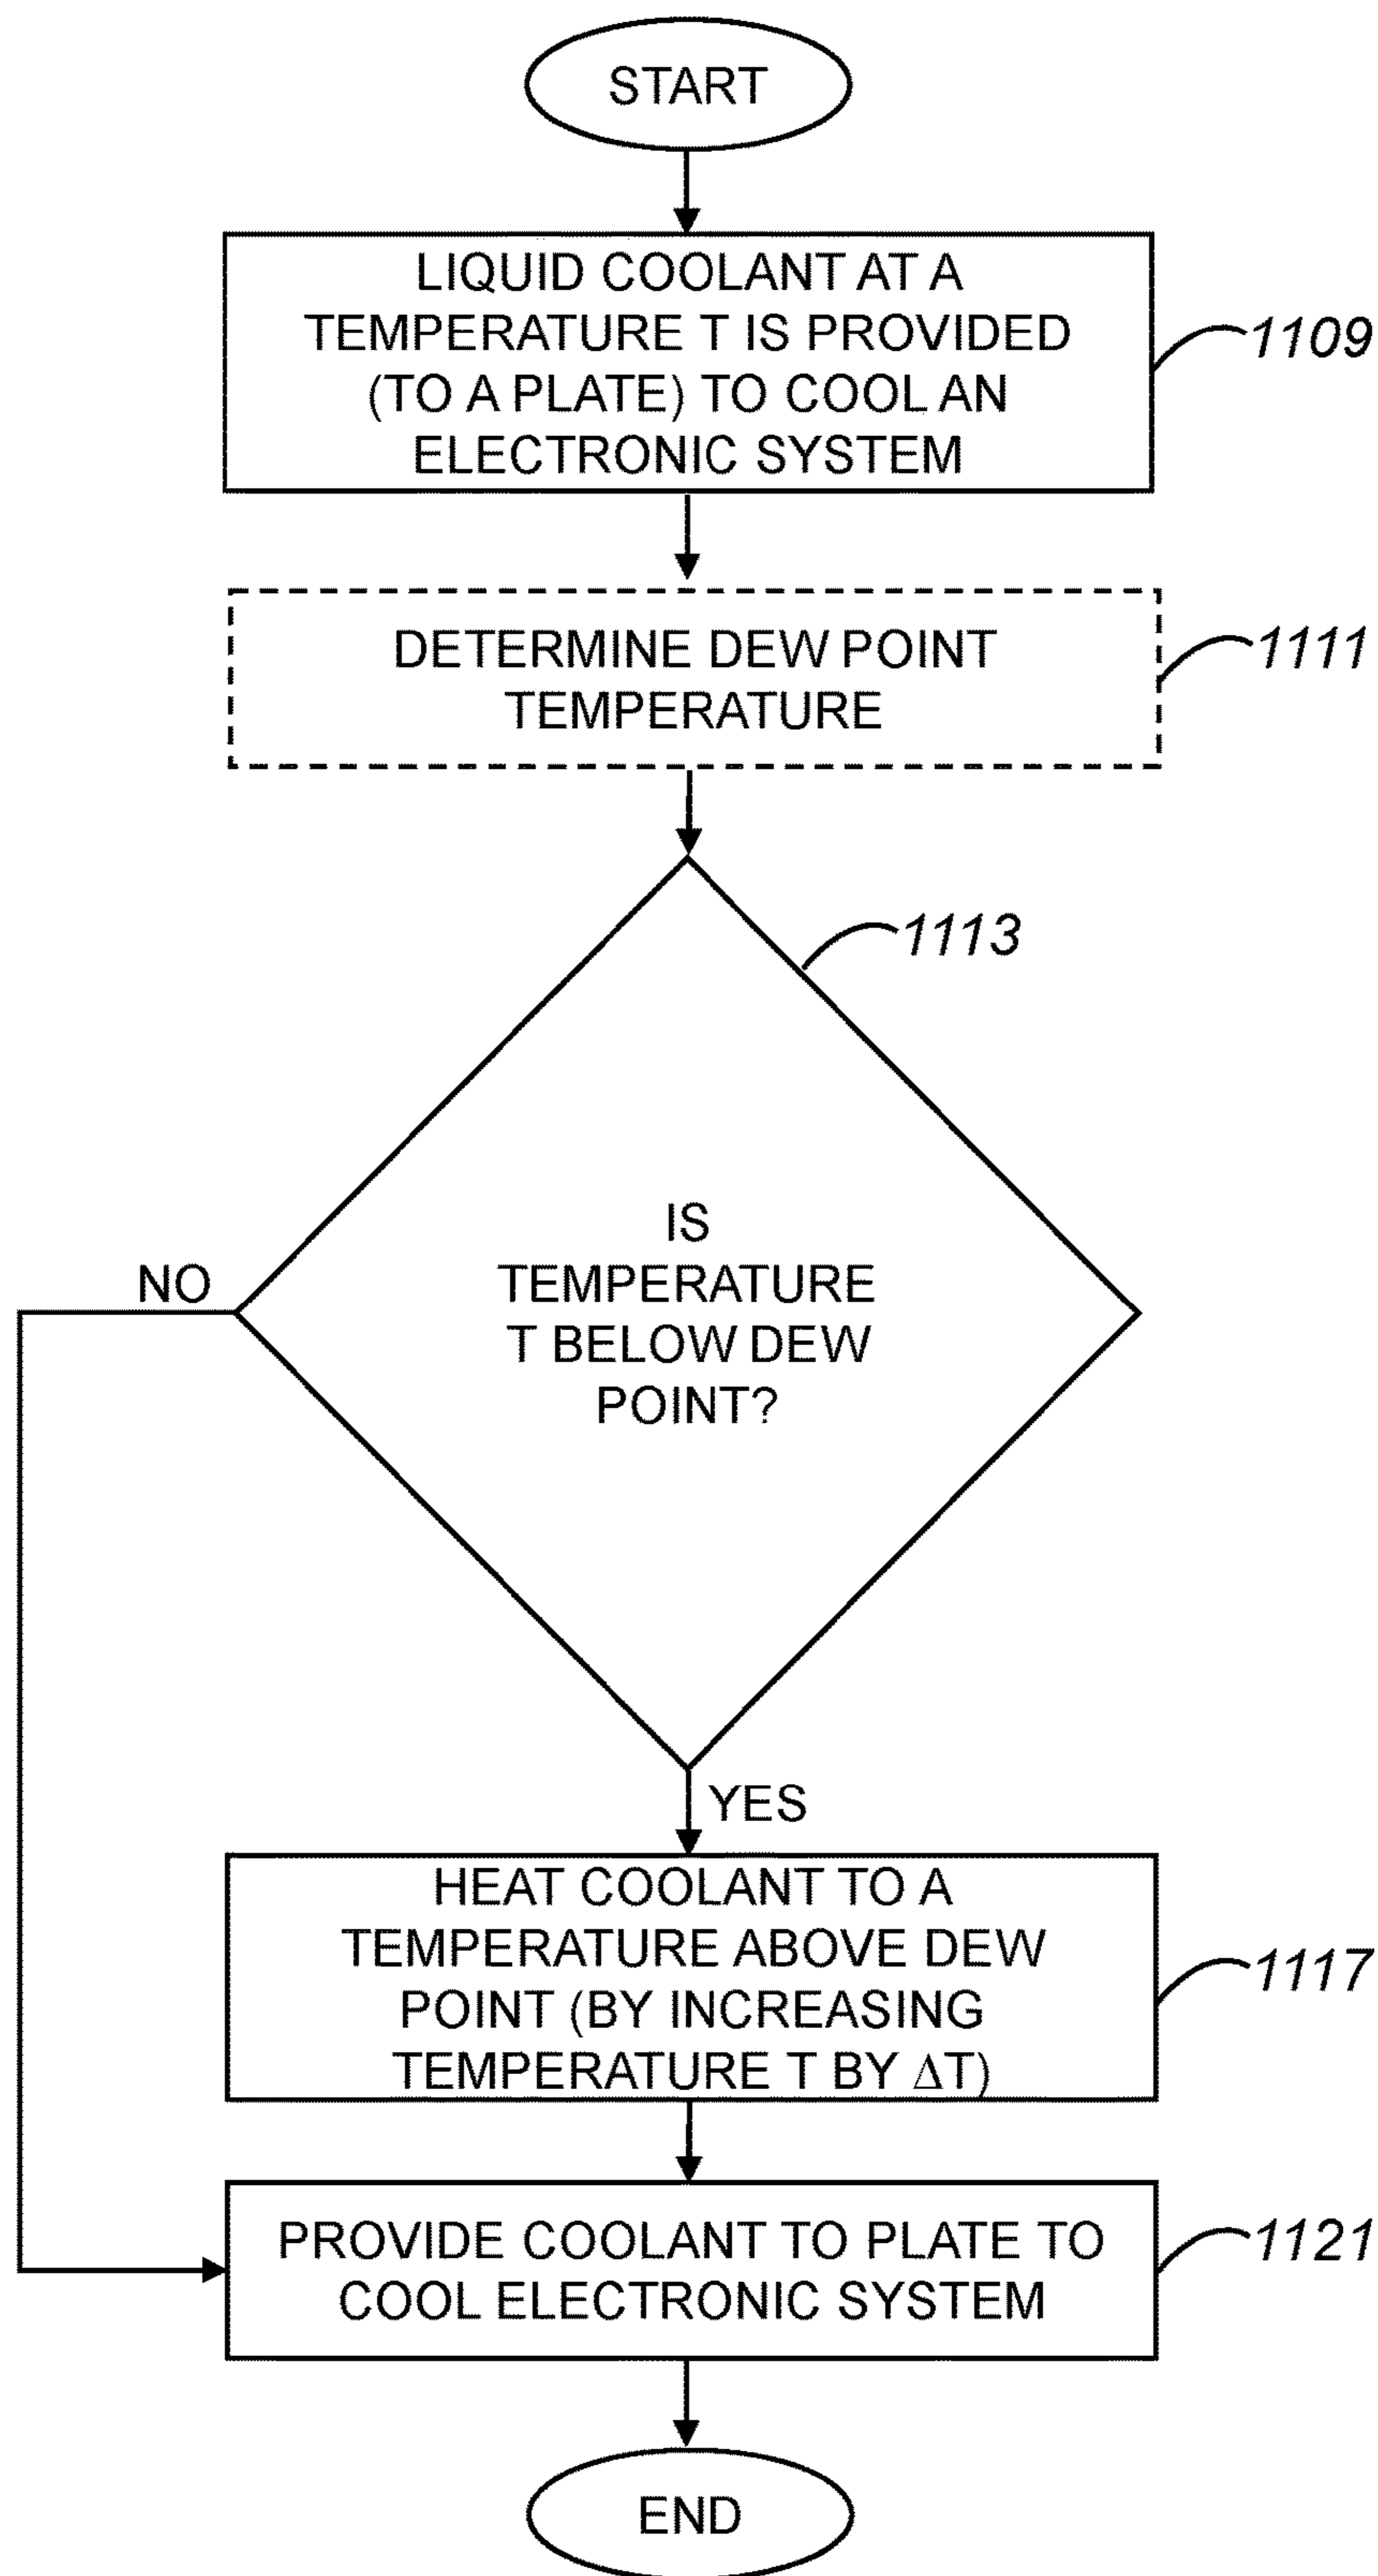 START
LIQUID COOLANT AT A
TEMPERATURE T IS PROVIDED
(TO A PLATE) TO COOL AN
ELECTRONIC SYSTEM
1109
DETERMINE DEW POINT
TEMPERATURE
1111
1113
IS
TEMPERATURE
T BELOW DEW
POINT?
NO
YES
HEAT COOLANT TO A
TEMPERATURE ABOVE DEW
POINT (BY INCREASING
TEMPERATURE T BY ΔT)
1117
PROVIDE COOLANT TO PLATE TO
COOL ELECTRONIC SYSTEM
1121
END